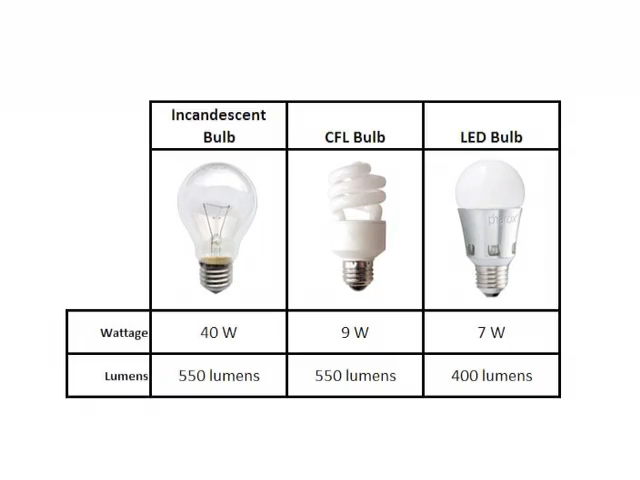 Incandescent
Bulb
CFL Bulb
LED Bulb
Wattage 40 W 9 W 7 W
Lumens 550 lumens 550 lumens 400 lumens